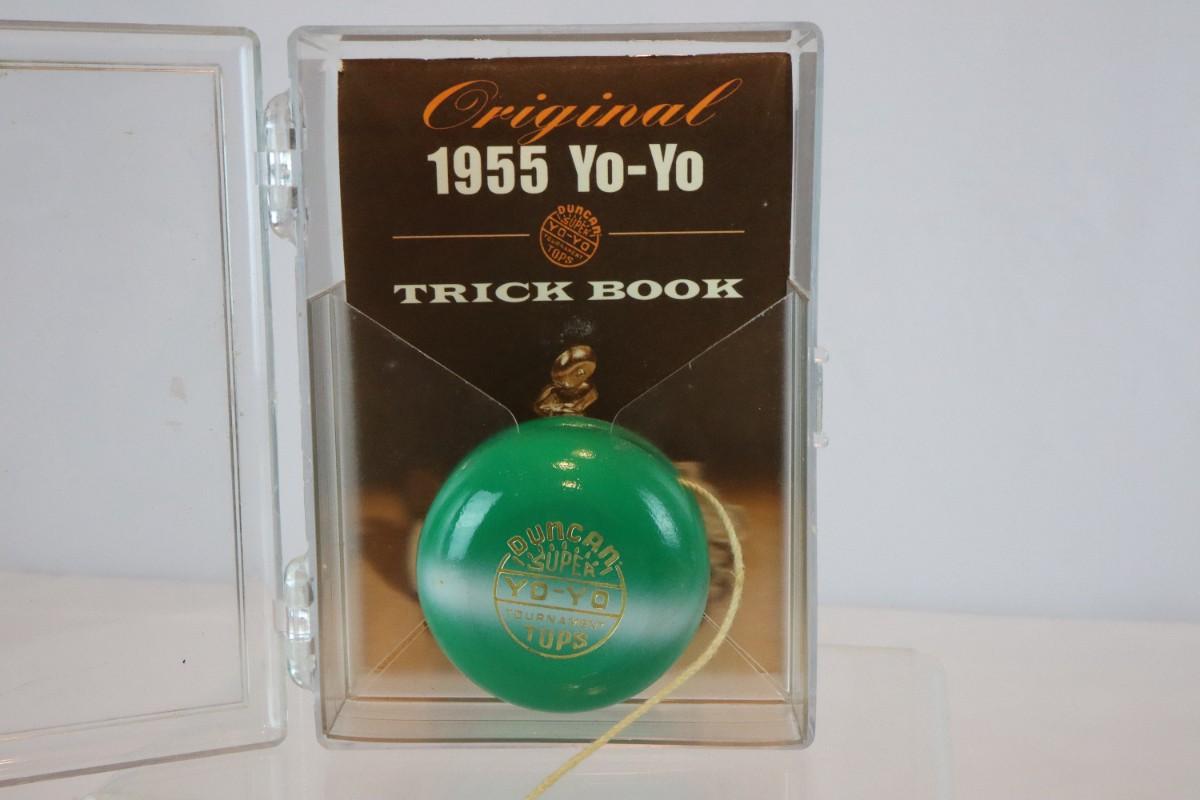 Original
1955 Yo-Yo
DUNCAN
SUPER
YO-YO
TOURNAMENT
TOPS
TRICK BOOK
DUNCAN
SUPER
YO-YO
TOURNAMENT
TOPS